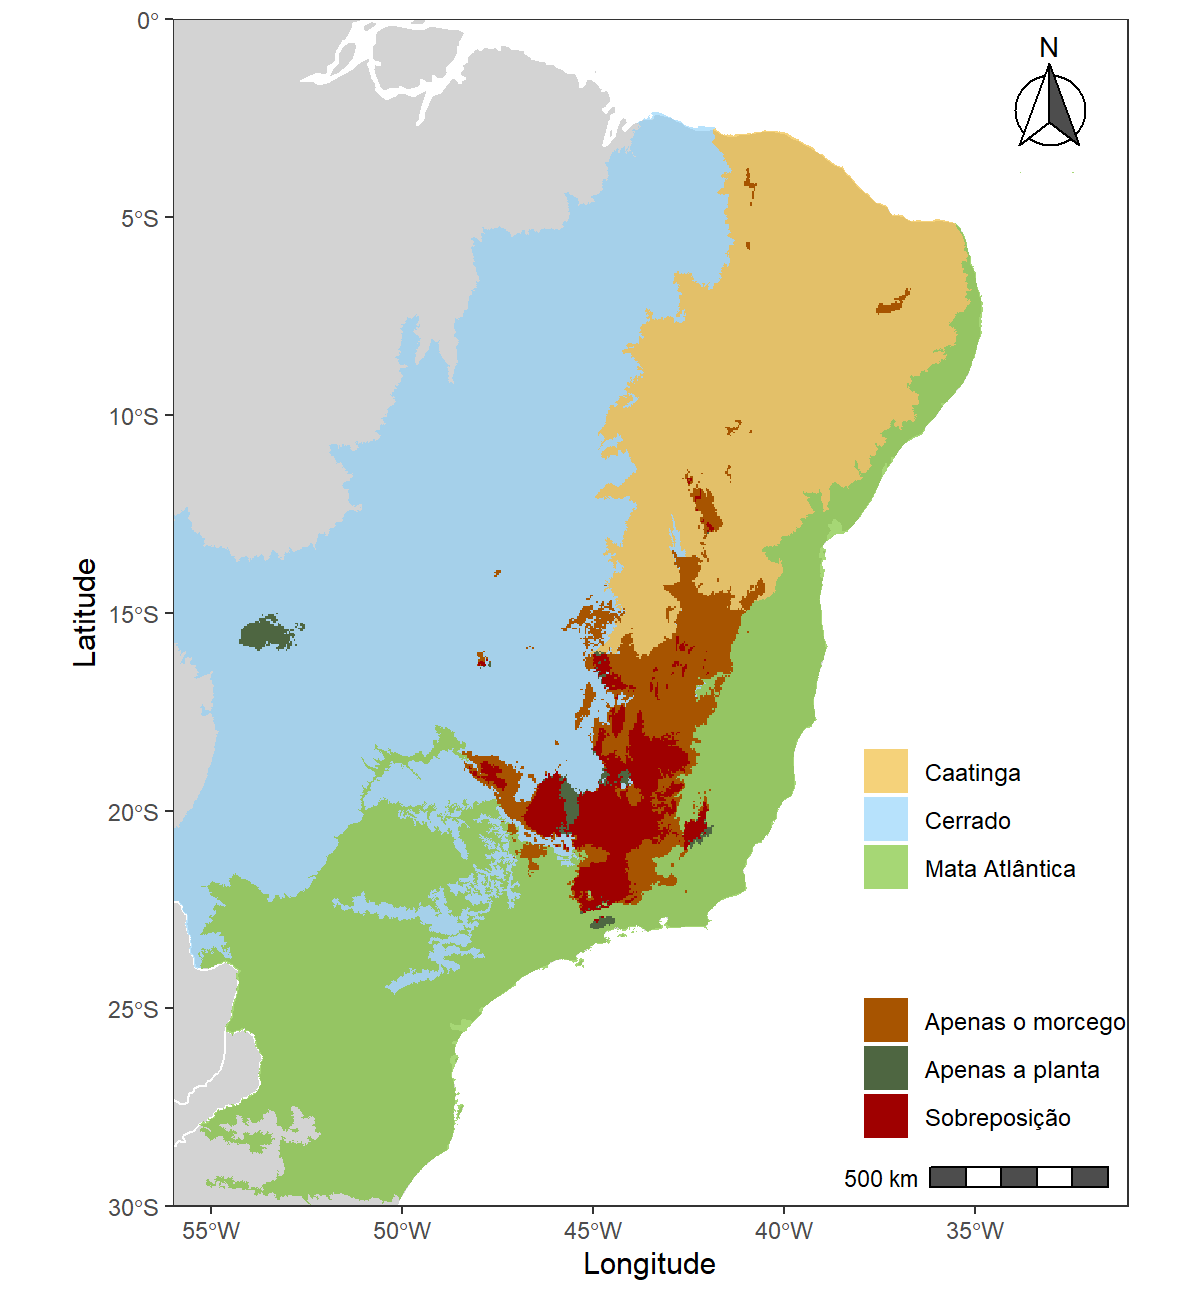 N
0°
5°S
10°S
15°S
20°S
25°S
30°S
Latitude
Caatinga
Cerrado
Mata Atlântica
Apenas o morcego
Apenas a planta
Sobreposição
500 km
55°W 50°W 45°W 40°W 35°W
Longitude